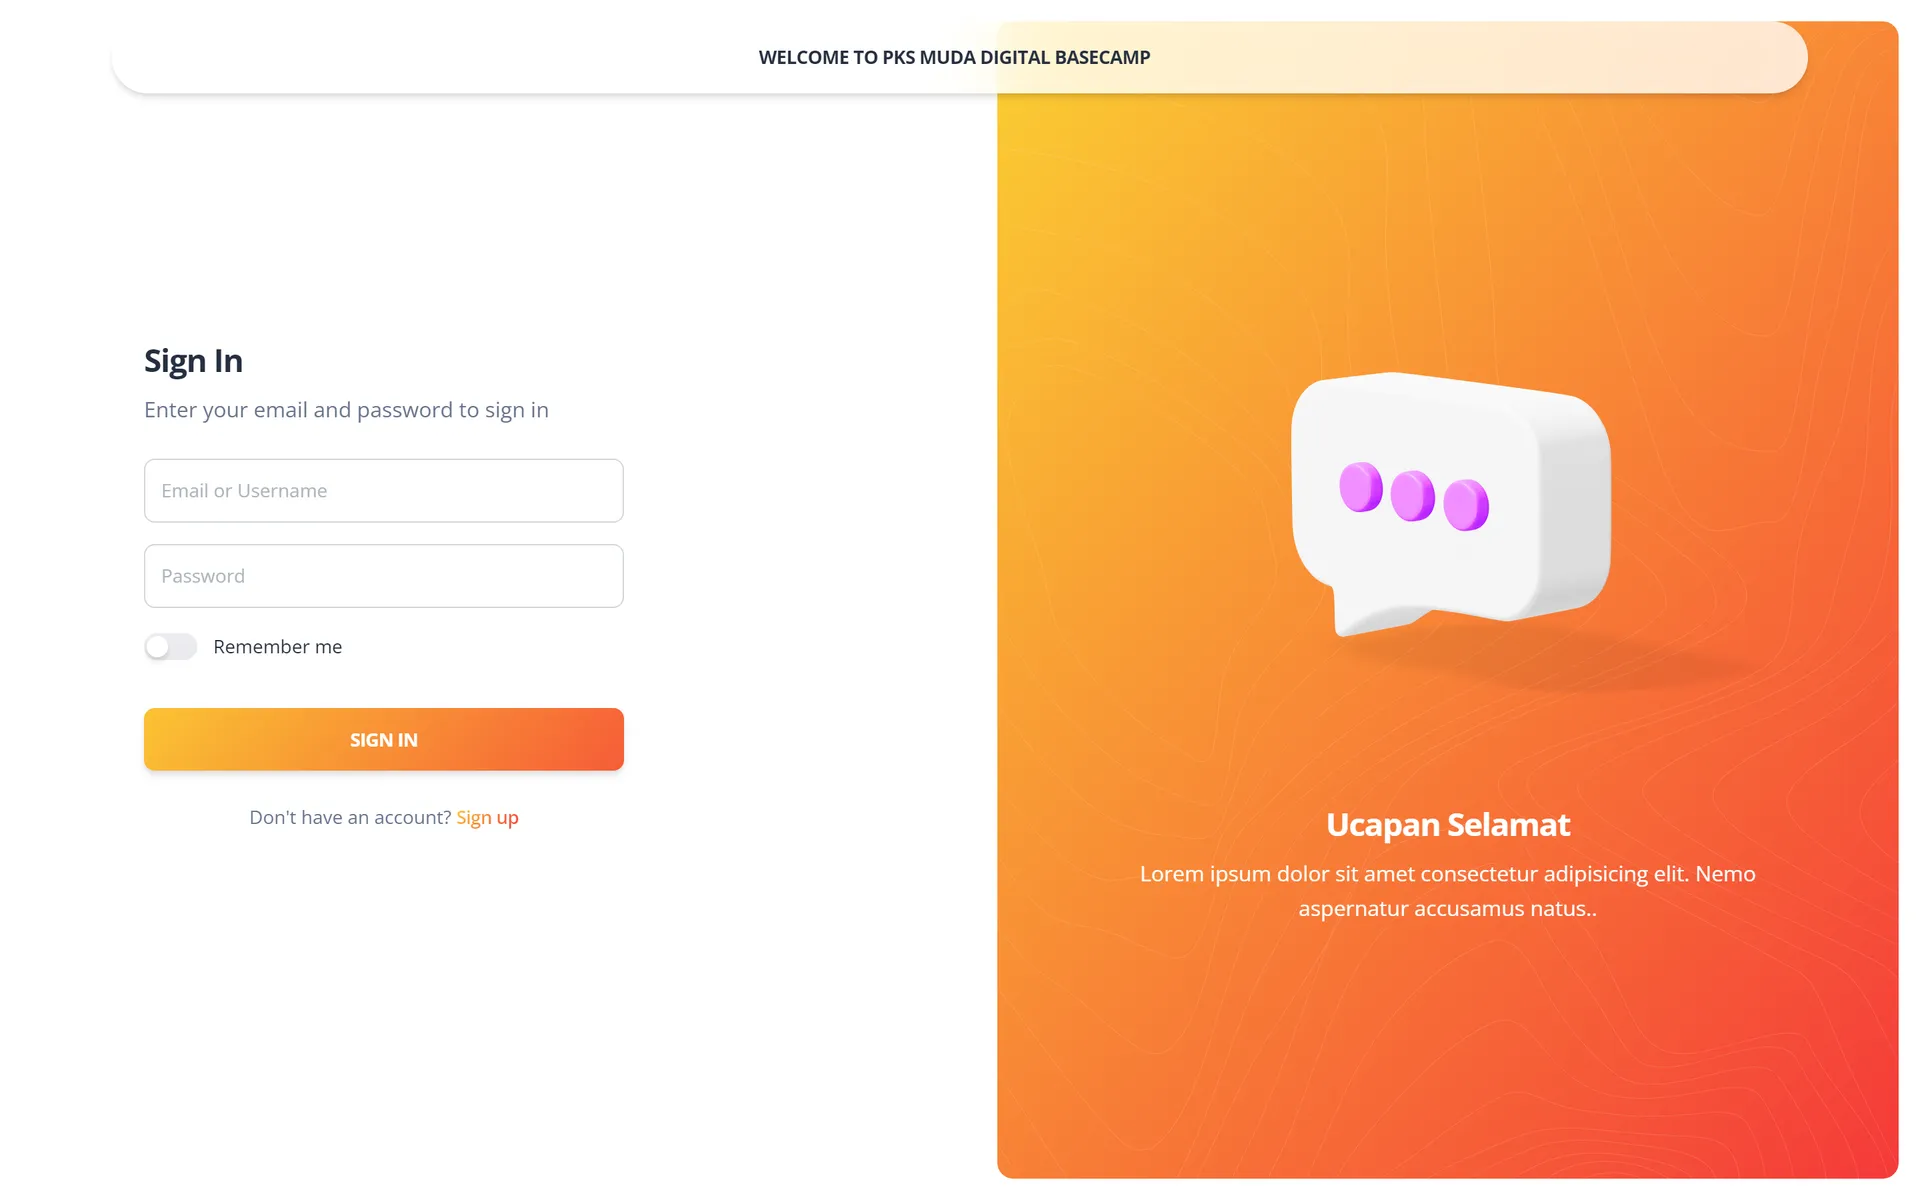 WELCOME TO PKS MUDA DIGITAL BASECAMP
Sign In
Enter your email and password to sign in
Email or Username
Password
Remember me
SIGN IN
Don't have an account? Sign up
Ucapan Selamat
Lorem ipsum dolor sit amet consectetur adipisicing elit. Nemo
aspernatur accusamus natus..